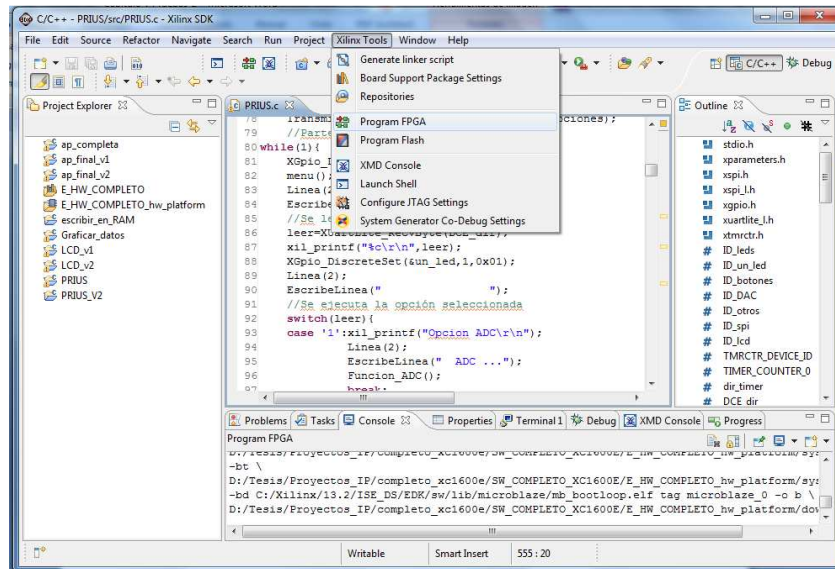 C/C++ - PRIUS/src/PRIUS.c - Xilinx SDK
File Edit Source Refactor Navigate Search Run Project Xilinx Tools Window Help
C/C++ Debug
Generate linker script
Board Support Package Settings
Repositories
Program FPGA
Program Flash
XMD Console
Launch Shell
Configure JTAG Settings
System Generator Co-Debug Settings
Project Explorer
ap_completa
ap_final_v1
ap_final_v2
E_HW_COMPLETO
E_HW_COMPLETO_hw_platform
escribir_en_RAM
Graficar_datos
LCD_v1
LCD_v2
PRIUS
PRIUS_V2
PRIUS.c
78 Transmi ciones);
79 //Parte
80 while(1){
81 XGpio_D
82 menu();
83 Linea(2
84 Escribe
85 //Se le
86 leer=XUartLite_RecvByte(DCE_dir);
87 xil_printf("%c\r\n",leer);
88 XGpio_DiscreteSet(&un_led,1,0x01);
89 Linea(2);
90 EscribeLinea(" ");
91 //Se ejecuta la opción seleccionada
92 switch(leer){
93 case '1':xil_printf("Opcion ADC\r\n");
94 Linea(2);
95 EscribeLinea(" ADC ...");
96 Funcion_ADC();
97 break;
Outline
stdio.h
xparameters.h
xspi.h
xspi_l.h
xgpio.h
xuartlite_l.h
xtmrctr.h
ID_leds
ID_un_led
ID_botones
ID_DAC
ID_otros
ID_spi
ID_lcd
TMRCTR_DEVICE_ID
TIMER_COUNTER_0
dir_timer
DCE_dir
Problems Tasks Console Properties Terminal 1 Debug XMD Console Progress
Program FPGA
D:/Tesis/Proyectos_IP/completo_xc1600e/SW_COMPLETO_XC1600E/E_HW_COMPLETO_hw_platform/sys
-bt \
D:/Tesis/Proyectos_IP/completo_xc1600e/SW_COMPLETO_XC1600E/E_HW_COMPLETO_hw_platform/sys
-bd C:/Xilinx/13.2/ISE_DS/EDK/sw/lib/microblaze/mb_bootloop.elf tag microblaze_0 -o b \
D:/Tesis/Proyectos_IP/completo_xc1600e/SW_COMPLETO_XC1600E/E_HW_COMPLETO_hw_platform/dow
Writable Smart Insert 555 : 20